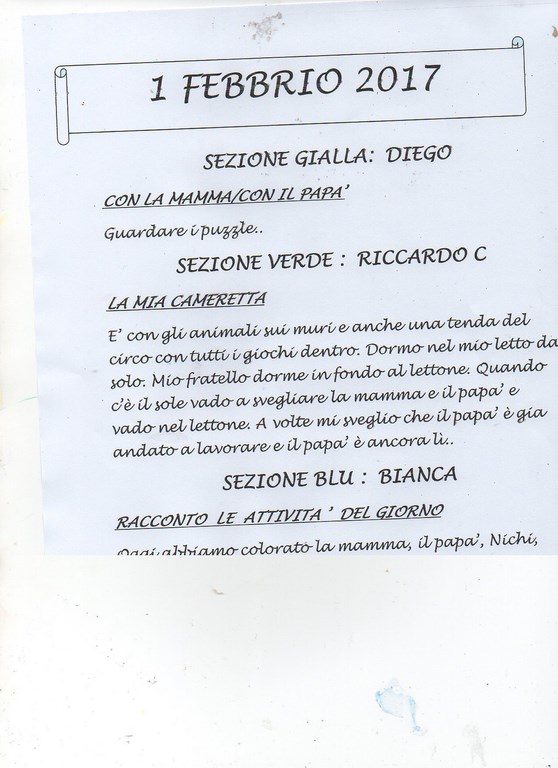 1 FEBBRIO 2017
SEZIONE GIALLA: DIEGO
CON LA MAMMA/CON IL PAPA'
Guardare i puzzle..
SEZIONE VERDE : RICCARDO C
LA MIA CAMERETTA
E' con gli animali sui muri e anche una tenda del
circo con tutti i giochi dentro. Dormo nel mio letto da
solo. Mio fratello dorme in fondo al lettone. Quando
c'è il sole vado a svegliare la mamma e il papa' e
vado nel lettone. A volte mi sveglio che il papa' è gia
andato a lavorare e il papa' è ancora lì..
SEZIONE BLU : BIANCA
RACCONTO LE ATTIVITA ' DEL GIORNO
Oggi abbiamo colorato la mamma, il papa', Nichi,